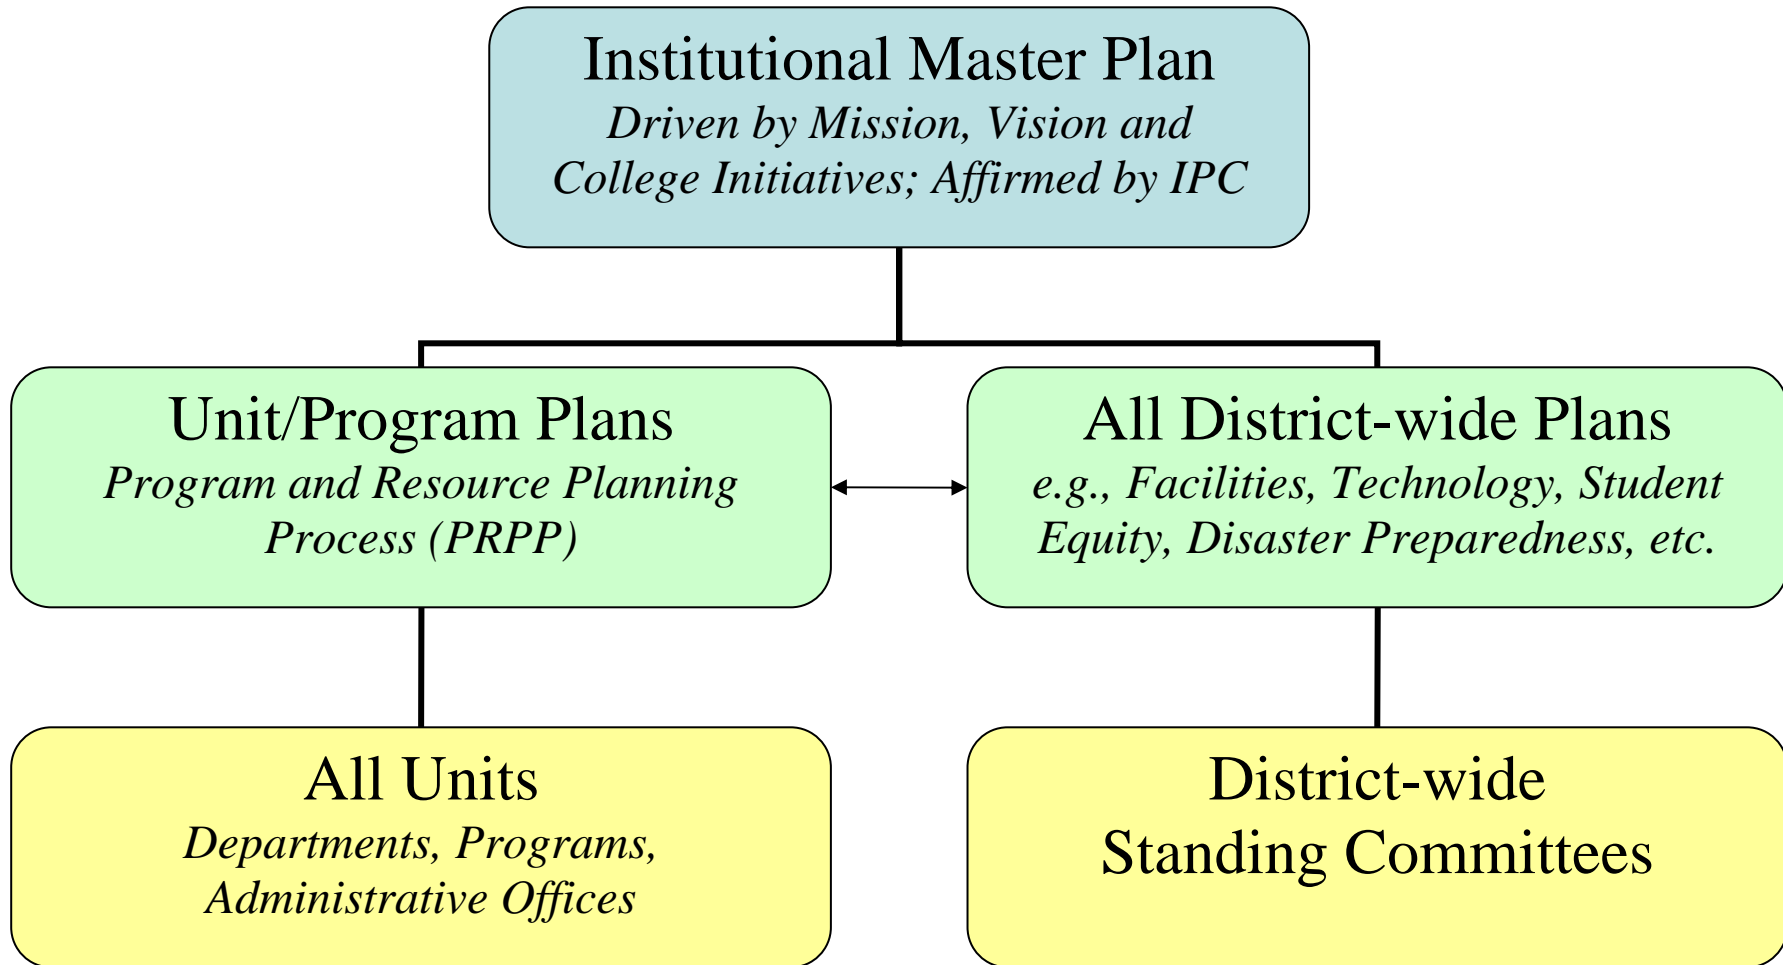 Institutional Master Plan
Driven by Mission, Vision and
College Initiatives; Affirmed by IPC
Unit/Program Plans
Program and Resource Planning
Process (PRPP)
All District-wide Plans
e.g., Facilities, Technology, Student
Equity, Disaster Preparedness, etc.
All Units
Departments, Programs,
Administrative Offices
District-wide
Standing Committees